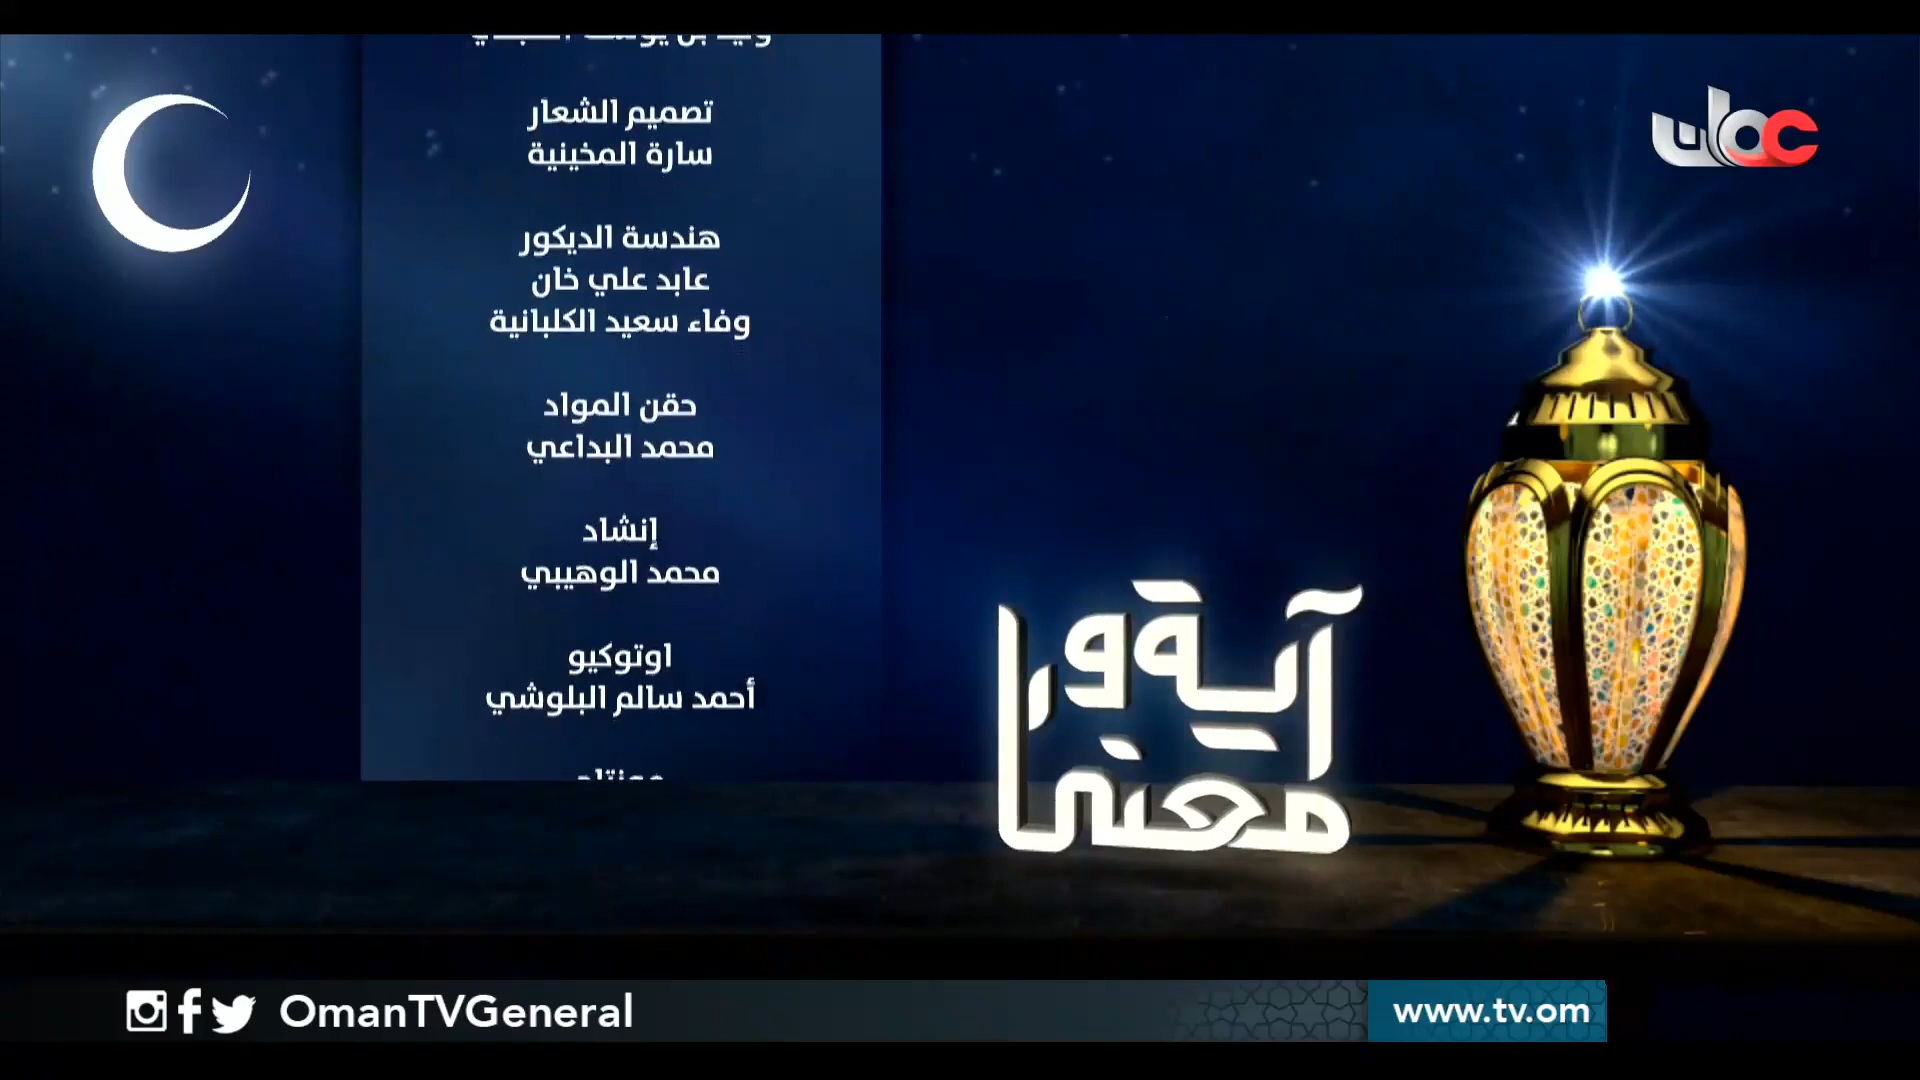 تصميم الشعار
سارة المخينية
هندسة الديكور
عابد علي خان
وفاء سعيد الكلبانية
حقن المواد
محمد البداعي
إنشاد
محمد الوهيبي
اوتوكيو
أحمد سالم البلوشي
عمان
آية و
معنى
OmanTVGeneral
www.tv.om